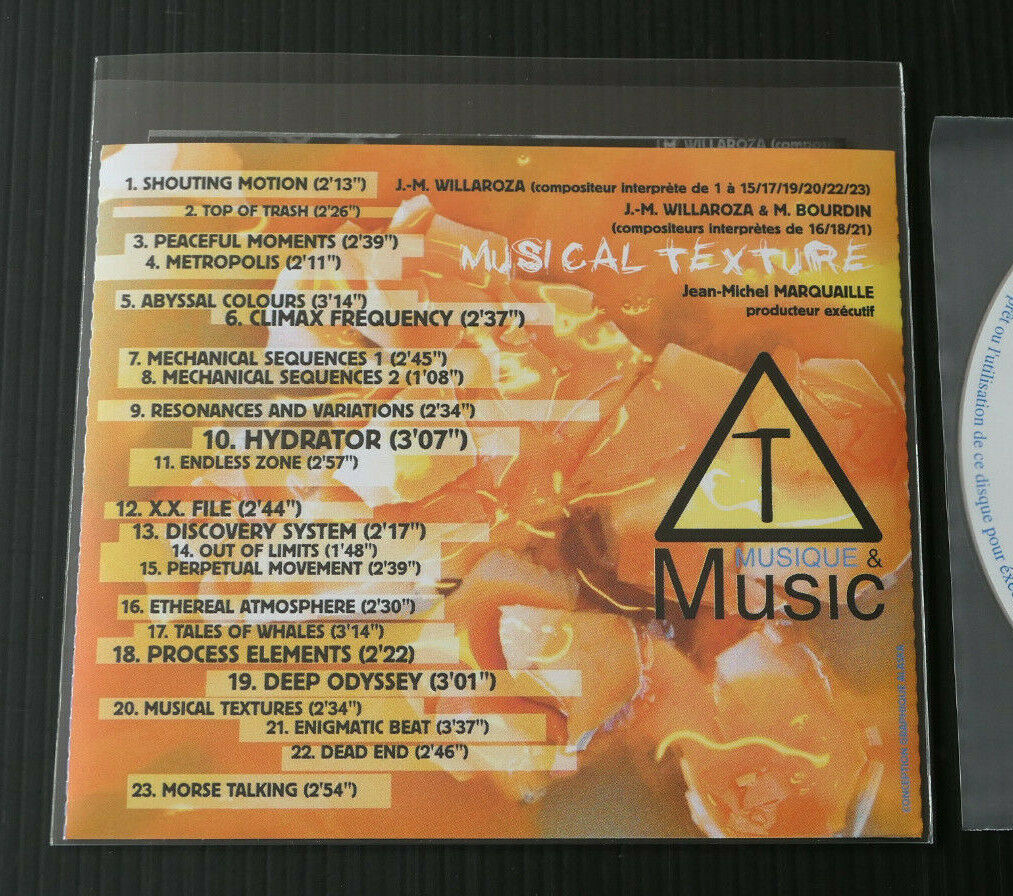 J.-M. WILLAROZA
1. SHOUTING MOTION (2'13")
2. TOP OF TRASH (2'26")
3. PEACEFUL MOMENTS (2'39")
4. METROPOLIS (2'11")
5. ABYSSAL COLOURS (3'14")
6. CLIMAX FREQUENCY (2'37")
7. MECHANICAL SEQUENCES 1 (2'45")
8. MECHANICAL SEQUENCES 2 (1'08")
9. RESONANCES AND VARIATIONS (2'34")
10. HYDRATOR (3'07")
11. ENDLESS ZONE (2'57")
12. X.X. FILE (2'44")
13. DISCOVERY SYSTEM (2'17")
14. OUT OF LIMITS (1'48")
15. PERPETUAL MOVEMENT (2'39")
16. ETHEREAL ATMOSPHERE (2'30")
17. TALES OF WHALES (3'14")
18. PROCESS ELEMENTS (2'22)
19. DEEP ODYSSEY (3'01")
20. MUSICAL TEXTURES (2'34")
21. ENIGMATIC BEAT (3'37")
22. DEAD END (2'46")
23. MORSE TALKING (2'54")
J.-M. WILLAROZA (compositeur interprète de 1 à 15/17/19/20/22/23)
J.-M. WILLAROZA & M. BOURDIN
(compositeurs interprètes de 16/18/21)
MUSICAL TEXTURE
Jean-Michel MARQUAILLE
producteur exécutif
T
MUSIQUE &
Music
CONCEPTION GRAPHIQUE
prêt ou l'utilisation de ce disque pour éxéc